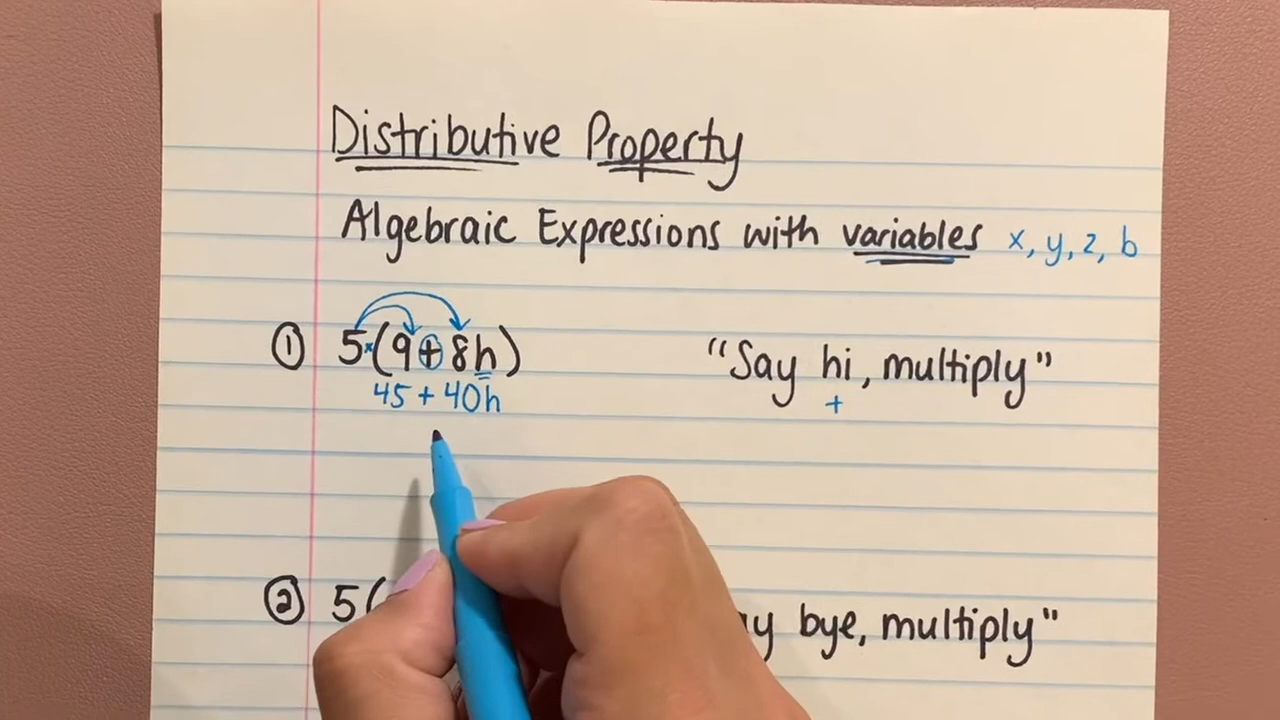 Distributive Property
Algebraic Expressions with variables x, y, z, b
① 5×(9+8h) "Say hi, multiply"
45 + 40h +
② 5( bye, multiply"